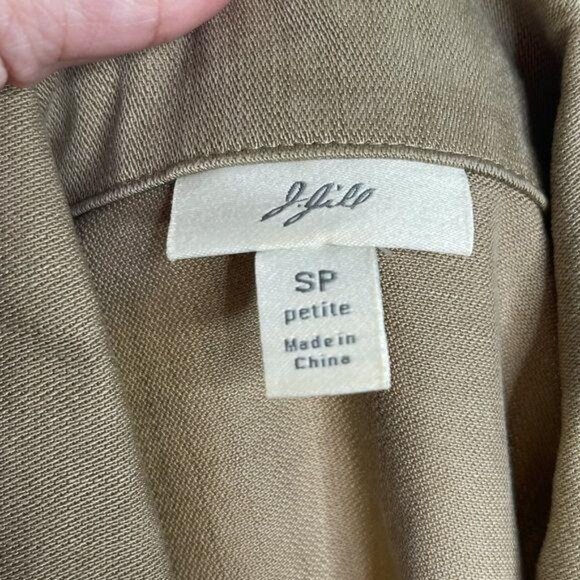 J.Jill
SP
petite
Made in
China